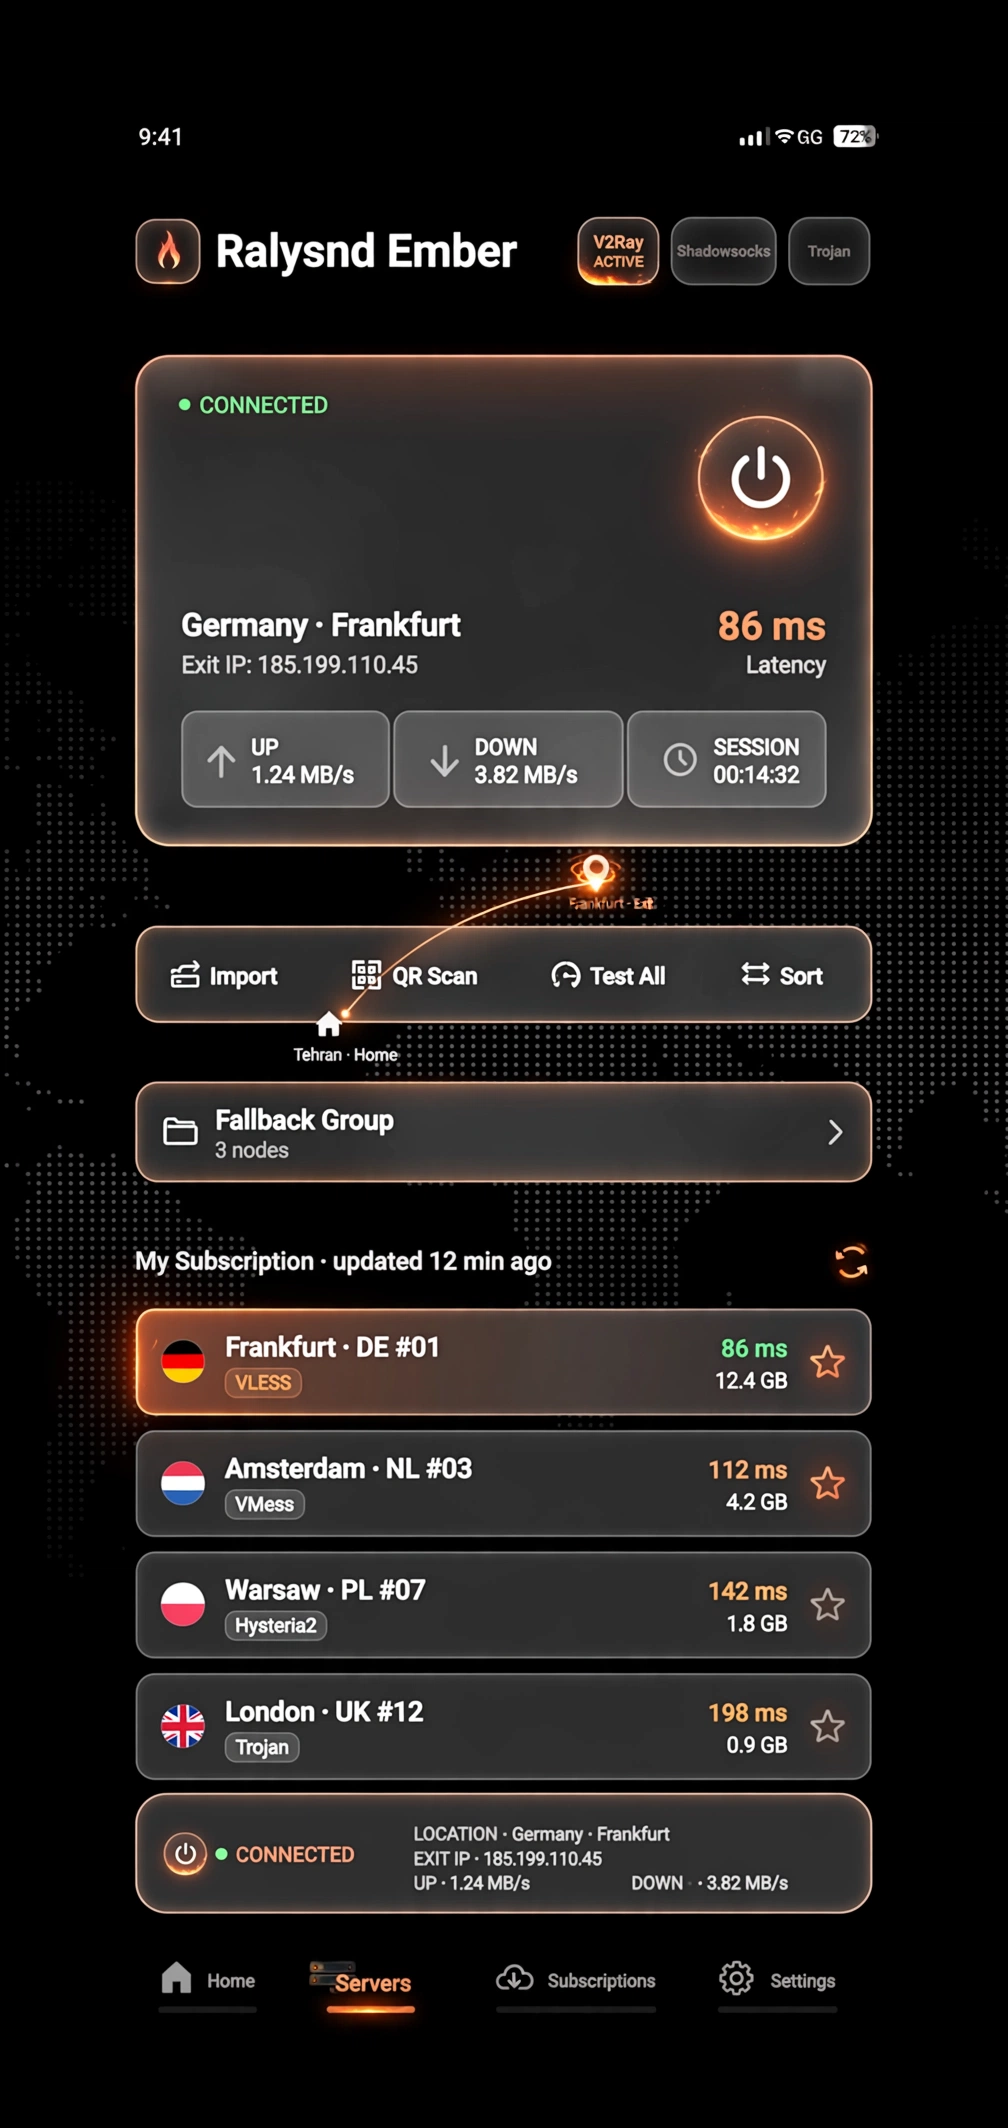 9:41
GG 72%
Ralysnd Ember
V2Ray
ACTIVE
Shadowsocks
Trojan
CONNECTED
Germany · Frankfurt
86 ms
Exit IP: 185.199.110.45
Latency
UP
1.24 MB/s
DOWN
3.82 MB/s
SESSION
00:14:32
Frankfurt - Exit
Import
QR Scan
Test All
Sort
Tehran · Home
Fallback Group
3 nodes
My Subscription · updated 12 min ago
Frankfurt · DE #01
VLESS
86 ms
12.4 GB
Amsterdam · NL #03
VMess
112 ms
4.2 GB
Warsaw · PL #07
Hysteria2
142 ms
1.8 GB
London · UK #12
Trojan
198 ms
0.9 GB
CONNECTED
LOCATION · Germany · Frankfurt
EXIT IP · 185.199.110.45
UP · 1.24 MB/s
DOWN · · 3.82 MB/s
Home
Servers
Subscriptions
Settings